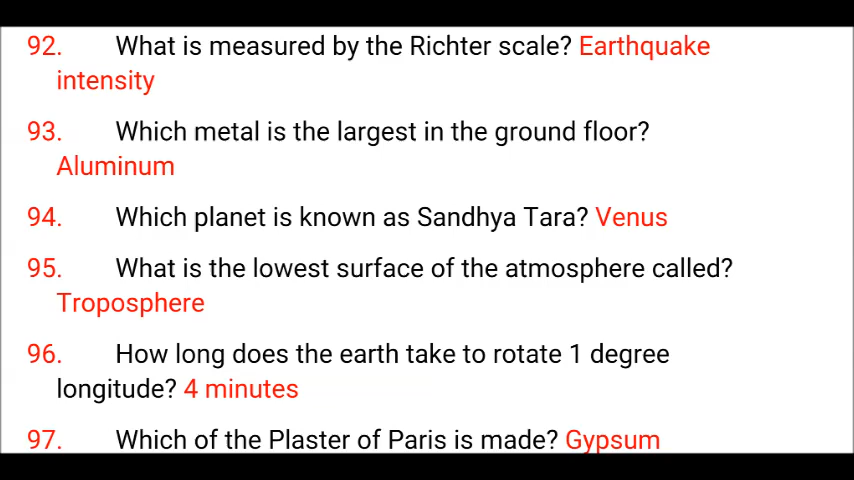 92. What is measured by the Richter scale? Earthquake
intensity
93. Which metal is the largest in the ground floor?
Aluminum
94. Which planet is known as Sandhya Tara? Venus
95. What is the lowest surface of the atmosphere called?
Troposphere
96. How long does the earth take to rotate 1 degree
longitude? 4 minutes
97. Which of the Plaster of Paris is made? Gypsum